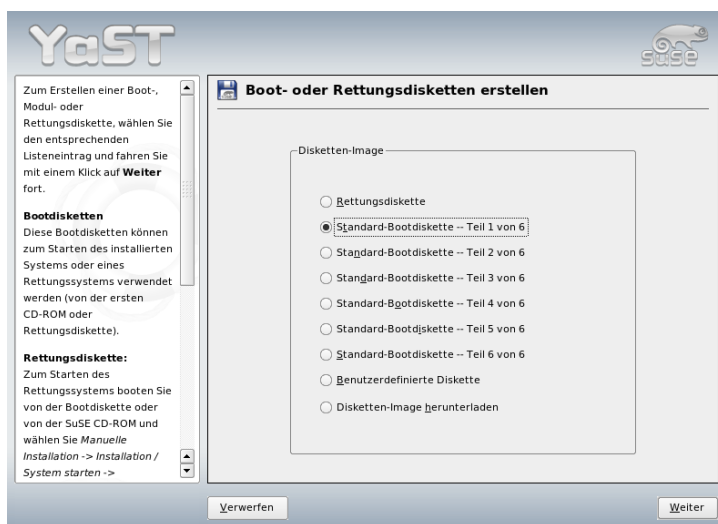 YaST
SUSE
Zum Erstellen einer Boot-,
Modul- oder
Rettungsdiskette, wählen Sie
den entsprechenden
Listeneintrag und fahren Sie
mit einem Klick auf Weiter
fort.
Bootdisketten
Diese Bootdisketten können
zum Starten des installierten
Systems oder eines
Rettungssystems verwendet
werden (von der ersten
CD-ROM oder
Rettungsdiskette).
Rettungsdiskette:
Zum Starten des
Rettungssystems booten Sie
von der Bootdiskette oder
von der SuSE CD-ROM und
wählen Sie Manuelle
Installation -> Installation /
System starten ->
Boot- oder Rettungsdisketten erstellen
Disketten-Image
Rettungsdiskette
Standard-Bootdiskette -- Teil 1 von 6
Standard-Bootdiskette -- Teil 2 von 6
Standard-Bootdiskette -- Teil 3 von 6
Standard-Bootdiskette -- Teil 4 von 6
Standard-Bootdiskette -- Teil 5 von 6
Standard-Bootdiskette -- Teil 6 von 6
Benutzerdefinierte Diskette
Disketten-Image herunterladen
Verwerfen
Weiter